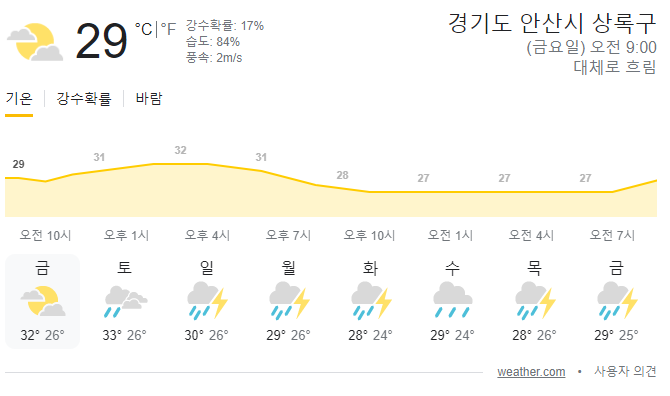 29 °C|°F
강수확률: 17%
습도: 84%
풍속: 2m/s
경기도 안산시 상록구
(금요일) 오전 9:00
대체로 흐림
기온 강수확률 바람
29 31 32 31 28 27 27 27
오전 10시 오후 1시 오후 4시 오후 7시 오후 10시 오전 1시 오전 4시 오전 7시
금 토 일 월 화 수 목 금
32° 26° 33° 26° 30° 26° 29° 26° 28° 24° 29° 24° 28° 26° 29° 25°
weather.com • 사용자 의견